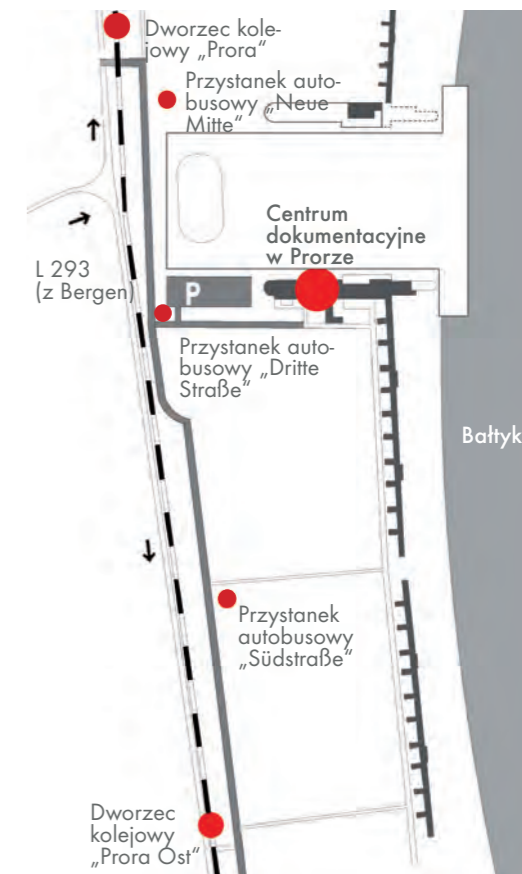 Dworzec kole-
jowy „Prora“
Przystanek auto-
busowy „Neue
Mitte“
Centrum
dokumentacyjne
w Prorze
L 293
(z Bergen)
P
Przystanek auto-
busowy „Dritte
Straße“
Bałtyk
Przystanek
autobusowy
„Südstraße“
Dworzec
kolejowy
„Prora Ost“